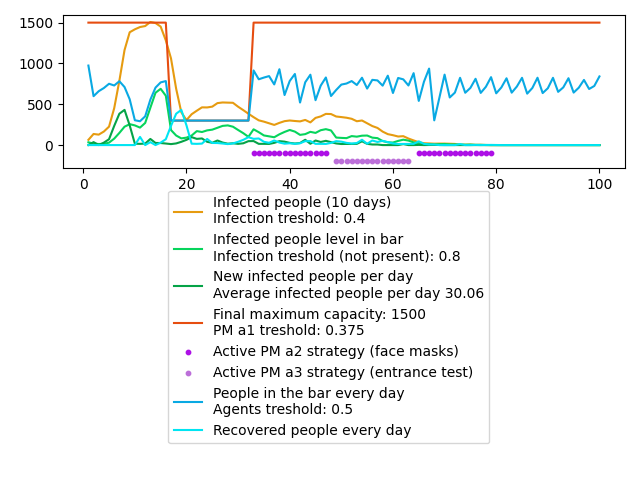 1500
1000
500
0
0 20 40 60 80 100
Infected people (10 days)
Infection treshold: 0.4
Infected people level in bar
Infection treshold (not present): 0.8
New infected people per day
Average infected people per day 30.06
Final maximum capacity: 1500
PM a1 treshold: 0.375
Active PM a2 strategy (face masks)
Active PM a3 strategy (entrance test)
People in the bar every day
Agents treshold: 0.5
Recovered people every day